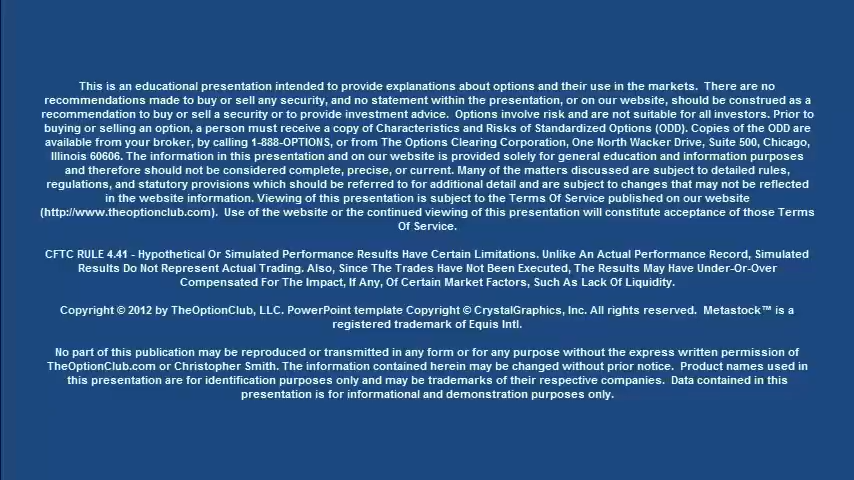 This is an educational presentation intended to provide explanations about options and their use in the markets.  There are no
recommendations made to buy or sell any security, and no statement within the presentation, or on our website, should be construed as a
recommendation to buy or sell a security or to provide investment advice.  Options involve risk and are not suitable for all investors. Prior to
buying or selling an option, a person must receive a copy of Characteristics and Risks of Standardized Options (ODD). Copies of the ODD are
available from your broker, by calling 1-888-OPTIONS, or from The Options Clearing Corporation, One North Wacker Drive, Suite 500, Chicago,
Illinois 60606. The information in this presentation and on our website is provided solely for general education and information purposes
and therefore should not be considered complete, precise, or current. Many of the matters discussed are subject to detailed rules,
regulations, and statutory provisions which should be referred to for additional detail and are subject to changes that may not be reflected
in the website information. Viewing of this presentation is subject to the Terms Of Service published on our website
(http://www.theoptionclub.com).  Use of the website or the continued viewing of this presentation will constitute acceptance of those Terms
Of Service.
CFTC RULE 4.41 - Hypothetical Or Simulated Performance Results Have Certain Limitations. Unlike An Actual Performance Record, Simulated
Results Do Not Represent Actual Trading. Also, Since The Trades Have Not Been Executed, The Results May Have Under-Or-Over
Compensated For The Impact, If Any, Of Certain Market Factors, Such As Lack Of Liquidity.
Copyright © 2012 by TheOptionClub, LLC. PowerPoint template Copyright © CrystalGraphics, Inc. All rights reserved.  Metastock™ is a
registered trademark of Equis Intl.
No part of this publication may be reproduced or transmitted in any form or for any purpose without the express written permission of
TheOptionClub.com or Christopher Smith. The information contained herein may be changed without prior notice.  Product names used in
this presentation are for identification purposes only and may be trademarks of their respective companies.  Data contained in this
presentation is for informational and demonstration purposes only.